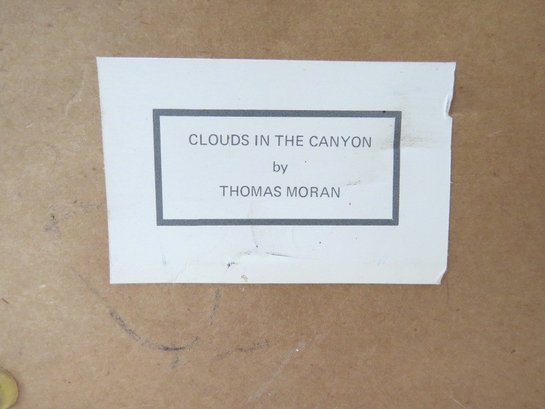 CLOUDS IN THE CANYON
by
THOMAS MORAN